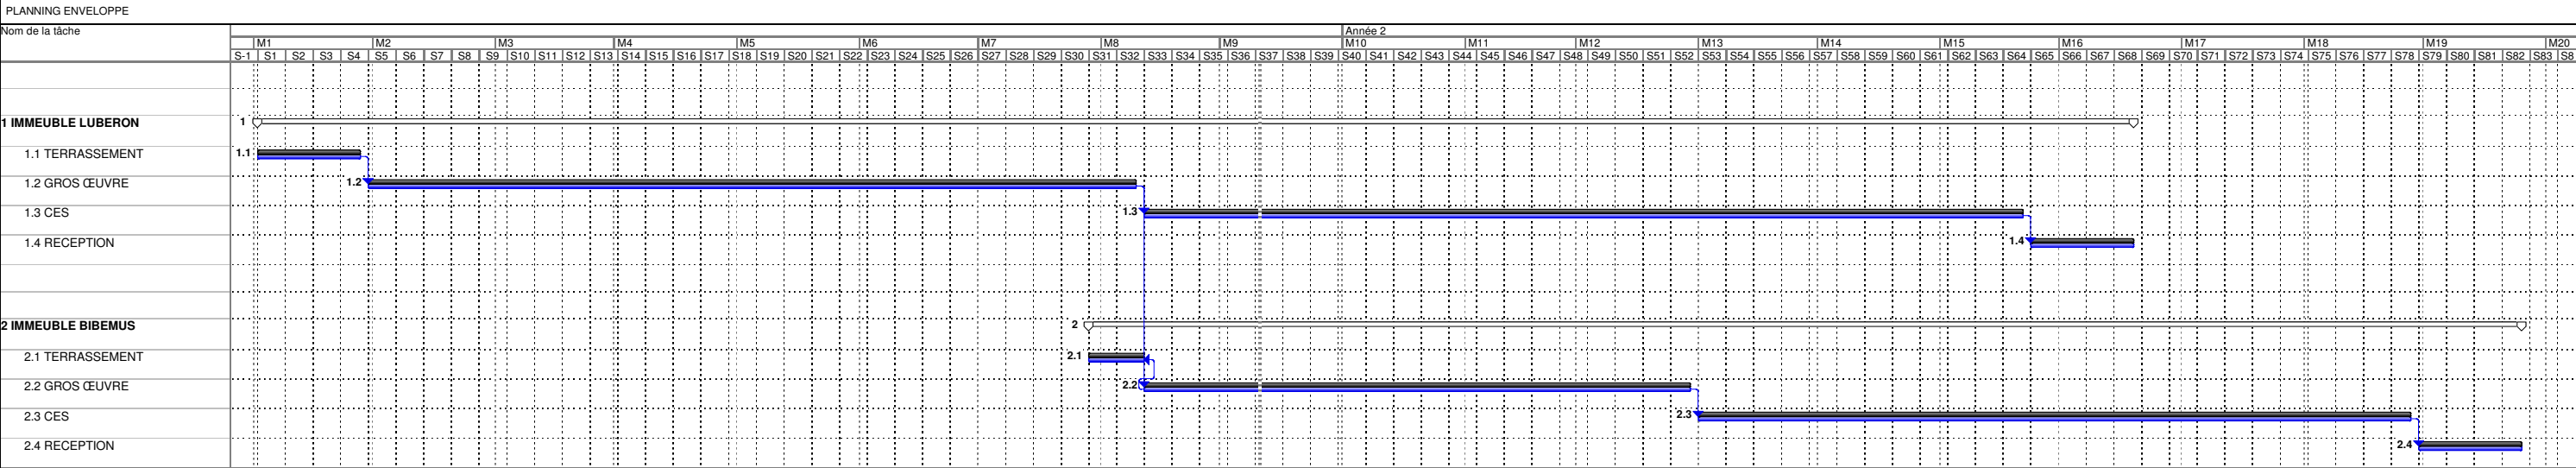 PLANNING ENVELOPPE
Nom de la tâche
Année 2
M1 M2 M3 M4 M5 M6 M7 M8 M9 M10 M11 M12 M13 M14 M15 M16 M17 M18 M19 M20
S-1 S1 S2 S3 S4 S5 S6 S7 S8 S9 S10 S11 S12 S13 S14 S15 S16 S17 S18 S19 S20 S21 S22 S23 S24 S25 S26 S27 S28 S29 S30 S31 S32 S33 S34 S35 S36 S37 S38 S39 S40 S41 S42 S43 S44 S45 S46 S47 S48 S49 S50 S51 S52 S53 S54 S55 S56 S57 S58 S59 S60 S61 S62 S63 S64 S65 S66 S67 S68 S69 S70 S71 S72 S73 S74 S75 S76 S77 S78 S79 S80 S81 S82 S83 S8
1 IMMEUBLE LUBERON 1
1.1 TERRASSEMENT 1.1
1.2 GROS ŒUVRE 1.2
1.3 CES 1.3
1.4 RECEPTION 1.4
2 IMMEUBLE BIBEMUS 2
2.1 TERRASSEMENT 2.1
2.2 GROS ŒUVRE 2.2
2.3 CES 2.3
2.4 RECEPTION 2.4